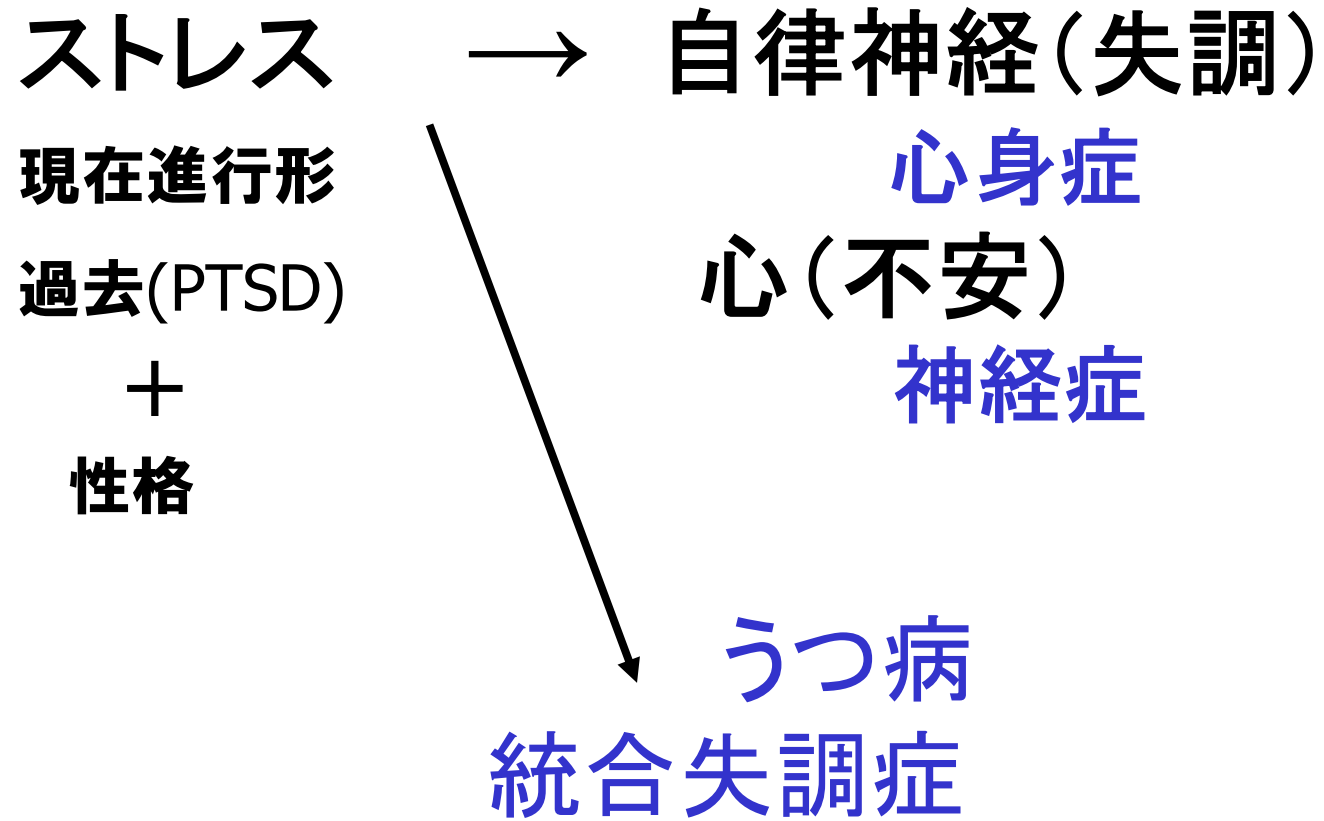 ストレス → 自律神経（失調）
現在進行形
心身症
過去(PTSD)
心（不安）
＋
神経症
性格
うつ病
統合失調症